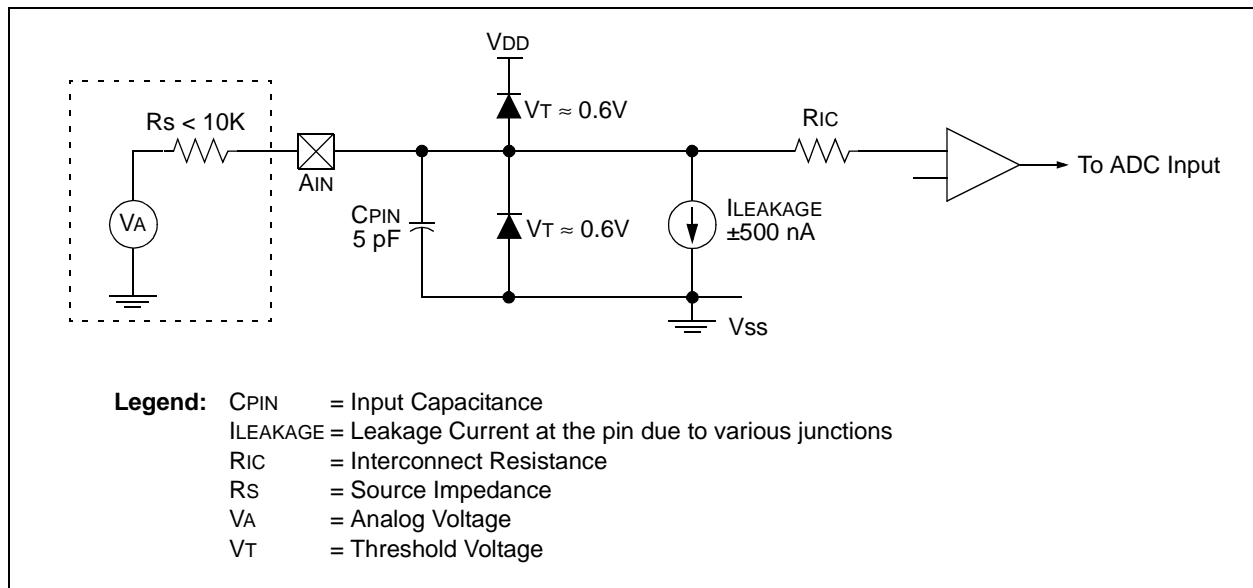 VDD
VT ≈ 0.6V
Rs < 10K
RIC
AIN
To ADC Input
CPIN
5 pF
VA
VT ≈ 0.6V
ILEAKAGE
±500 nA
Vss
Legend: CPIN = Input Capacitance
ILEAKAGE = Leakage Current at the pin due to various junctions
RIC = Interconnect Resistance
RS = Source Impedance
VA = Analog Voltage
VT = Threshold Voltage